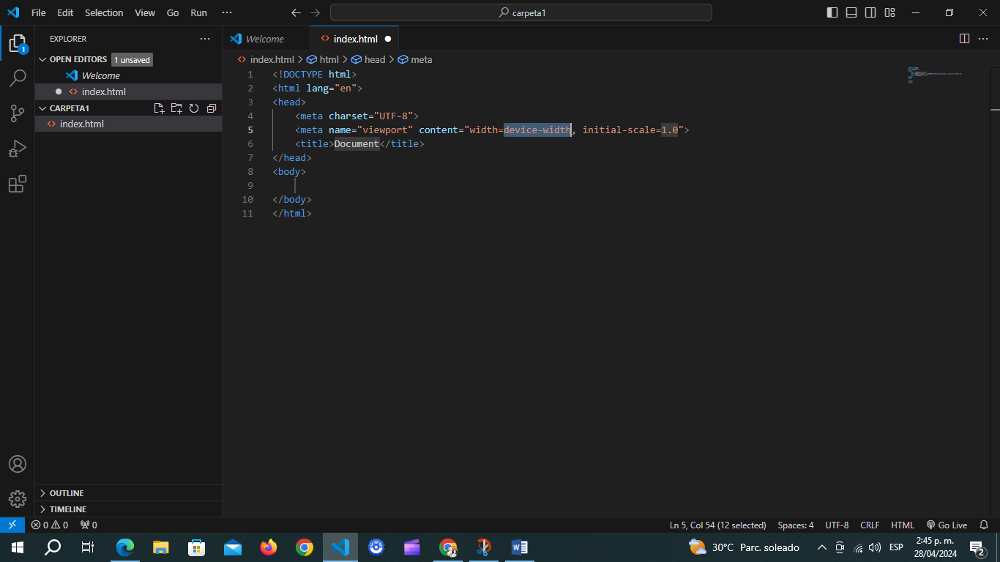 File Edit Selection View Go Run ··· carpeta1
EXPLORER ···
OPEN EDITORS 1 unsaved
Welcome
index.html
CARPETA1
index.html
OUTLINE
TIMELINE
Welcome index.html
index.html > html > head > meta
1 <!DOCTYPE html>
2 <html lang="en">
3 <head>
4 <meta charset="UTF-8">
5 <meta name="viewport" content="width=device-width, initial-scale=1.0">
6 <title>Document</title>
7 </head>
8 <body>
9
10 </body>
11 </html>
1
0 0 0 Ln 5, Col 54 (12 selected) Spaces: 4 UTF-8 CRLF HTML Go Live
30°C Parc. soleado ESP 2:45 p. m.
28/04/2024
2